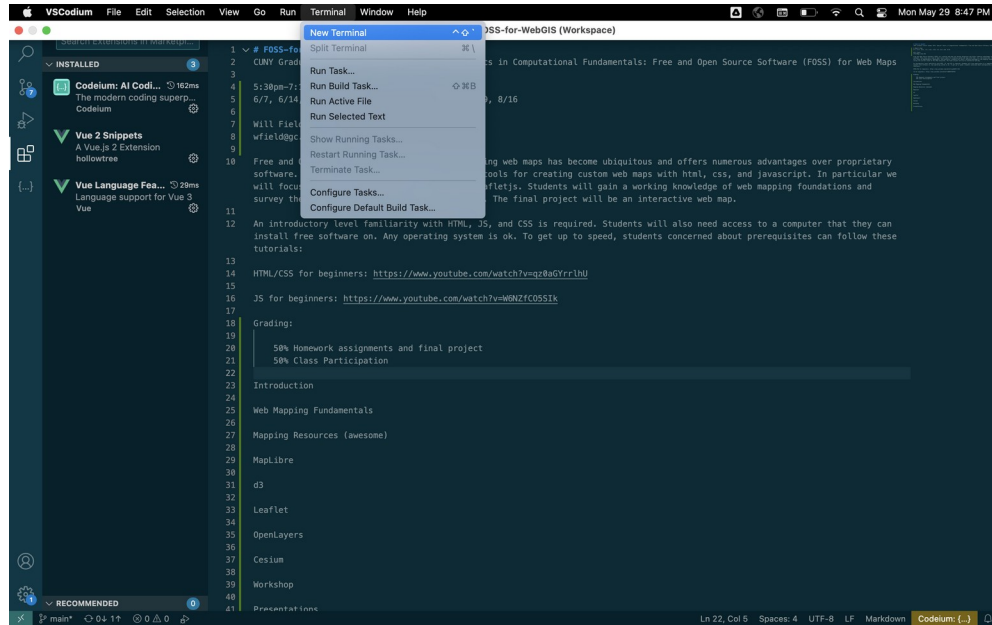 VSCodium File Edit Selection View Go Run Terminal Window Help Mon May 29 8:47 PM
OSS-for-WebGIS (Workspace)
New Terminal ^⇧`
Split Terminal ⌘\
Run Task...
Run Build Task... ⇧⌘B
Run Active File
Run Selected Text
Show Running Tasks...
Restart Running Task...
Terminate Task...
Configure Tasks...
Configure Default Build Task...
Search Extensions in Marketpl...
INSTALLED 3
Codeium: AI Codi... 162ms
The modern coding superp...
Codeium
Vue 2 Snippets
A Vue.js 2 Extension
hollowtree
Vue Language Fea... 29ms
Language support for Vue 3
Vue
RECOMMENDED 0
1 # FOSS-fo
2 CUNY Gradu s in Computational Fundamentals: Free and Open Source Software (FOSS) for Web Maps
3
4 5:30pm-7:
5 6/7, 6/14, 8/16
6
7 Will Fiel
8 wfield@gc
9
10 Free and ing web maps has become ubiquitous and offers numerous advantages over proprietary
software. ools for creating custom web maps with html, css, and javascript. In particular we
will focu afletjs. Students will gain a working knowledge of web mapping foundations and
survey th The final project will be an interactive web map.
11
12 An introductory level familiarity with HTML, JS, and CSS is required. Students will also need access to a computer that they can
install free software on. Any operating system is ok. To get up to speed, students concerned about prerequisites can follow these
tutorials:
13
14 HTML/CSS for beginners: https://www.youtube.com/watch?v=qz0aGYrrlhU
15
16 JS for beginners: https://www.youtube.com/watch?v=W6NZfCO5SIk
17
18 Grading:
19
20 50% Homework assignments and final project
21 50% Class Participation
22
23 Introduction
24
25 Web Mapping Fundamentals
26
27 Mapping Resources (awesome)
28
29 MapLibre
30
31 d3
32
33 Leaflet
34
35 OpenLayers
36
37 Cesium
38
39 Workshop
40
41 Presentations
main* 0↓ 1↑ 0 0 Ln 22, Col 5 Spaces: 4 UTF-8 LF Markdown Codeium: {...}